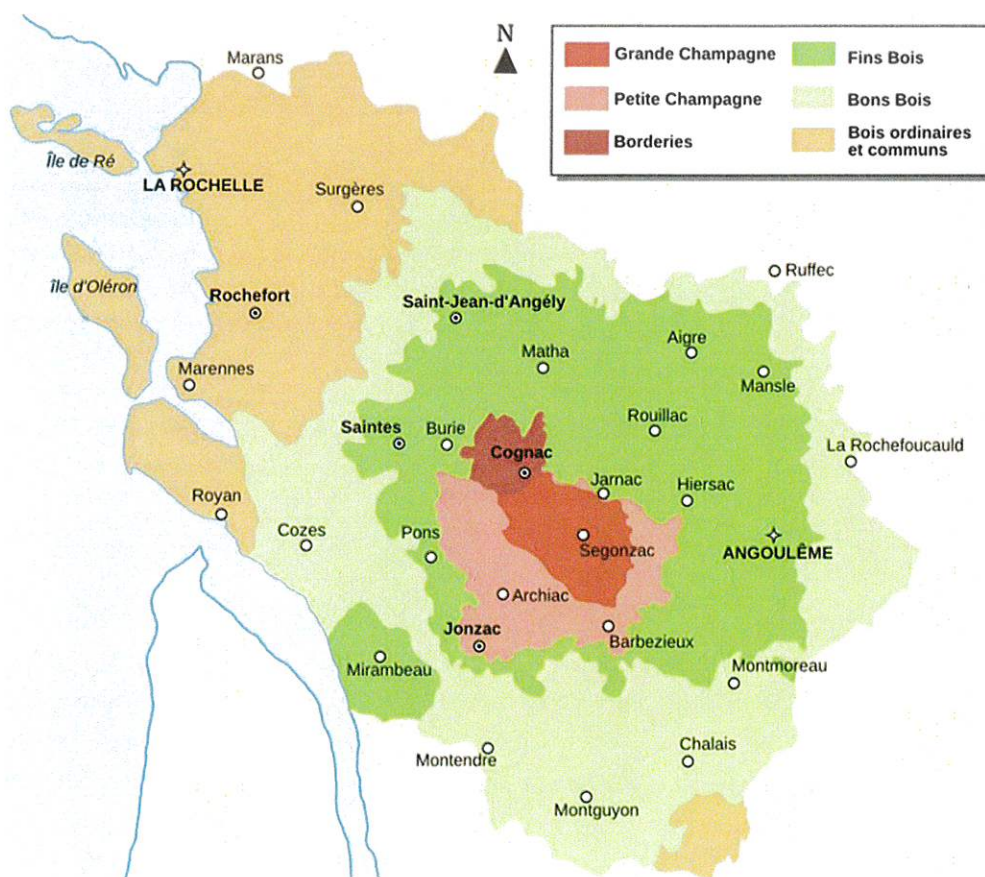 N
Grande Champagne
Fins Bois
Petite Champagne
Bons Bois
Borderies
Bois ordinaires
et communs
Marans
Île de Ré
LA ROCHELLE
Surgères
Ruffec
île d'Oléron
Rochefort
Saint-Jean-d'Angély
Aigre
Matha
Mansle
Marennes
Rouillac
Saintes
Burie
La Rochefoucauld
Cognac
Jarnac
Hiersac
Royan
Cozes
Pons
Segonzac
ANGOULÊME
Archiac
Jonzac
Barbezieux
Mirambeau
Montmoreau
Montendre
Chalais
Montguyon